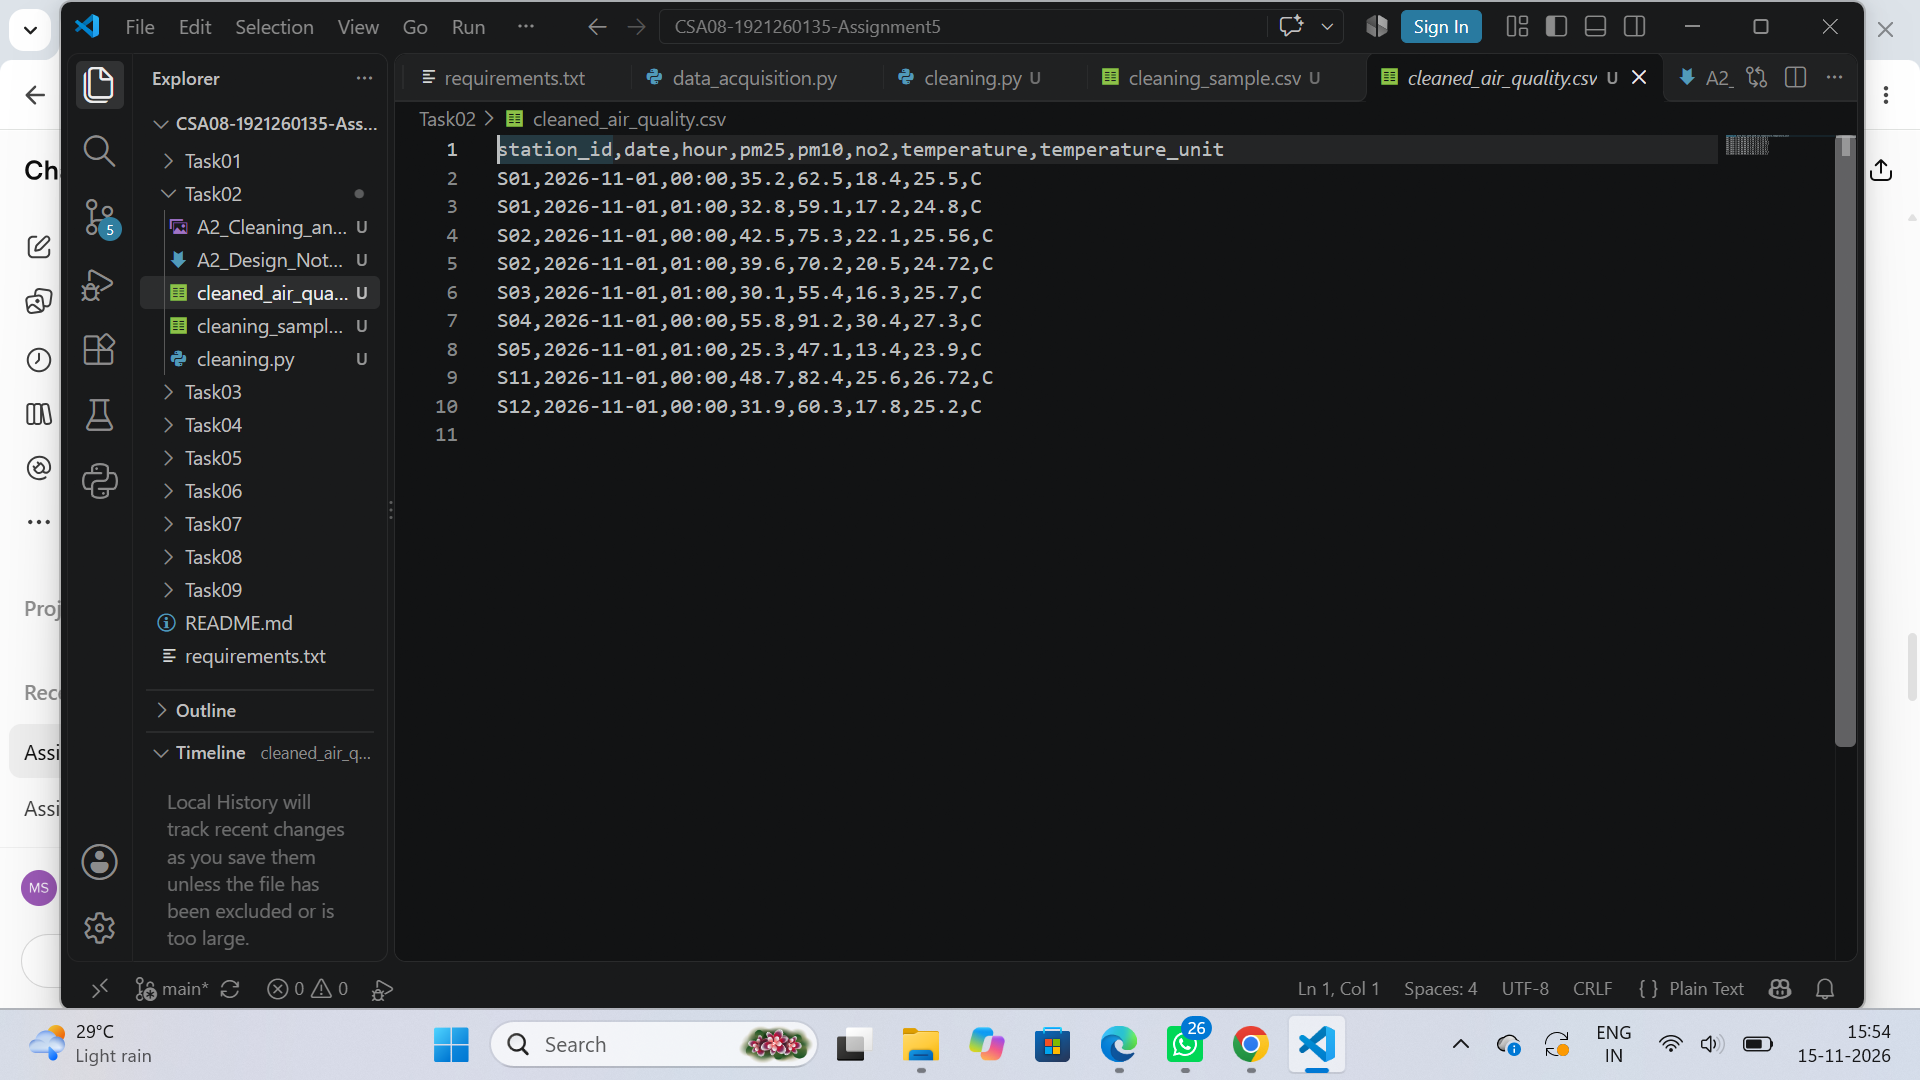 File Edit Selection View Go Run ...
CSA08-1921260135-Assignment5
Sign In
Explorer
requirements.txt
data_acquisition.py
cleaning.py U
cleaning_sample.csv U
cleaned_air_quality.csv U
A2_
Task02 > cleaned_air_quality.csv
CSA08-1921260135-Ass...
Task01
Task02
A2_Cleaning_an... U
A2_Design_Not... U
cleaned_air_qua... U
cleaning_sampl... U
cleaning.py U
Task03
Task04
Task05
Task06
Task07
Task08
Task09
README.md
requirements.txt
Outline
Timeline cleaned_air_q...
Local History will
track recent changes
as you save them
unless the file has
been excluded or is
too large.
1 station_id,date,hour,pm25,pm10,no2,temperature,temperature_unit
2 S01,2026-11-01,00:00,35.2,62.5,18.4,25.5,C
3 S01,2026-11-01,01:00,32.8,59.1,17.2,24.8,C
4 S02,2026-11-01,00:00,42.5,75.3,22.1,25.56,C
5 S02,2026-11-01,01:00,39.6,70.2,20.5,24.72,C
6 S03,2026-11-01,01:00,30.1,55.4,16.3,25.7,C
7 S04,2026-11-01,00:00,55.8,91.2,30.4,27.3,C
8 S05,2026-11-01,01:00,25.3,47.1,13.4,23.9,C
9 S11,2026-11-01,00:00,48.7,82.4,25.6,26.72,C
10 S12,2026-11-01,00:00,31.9,60.3,17.8,25.2,C
11
5
Ch
Proj
Rec
Assi
Assi
MS
main* 0 0
Ln 1, Col 1 Spaces: 4 UTF-8 CRLF { } Plain Text
29°C
Light rain
Search
26
ENG
IN
15:54
15-11-2026